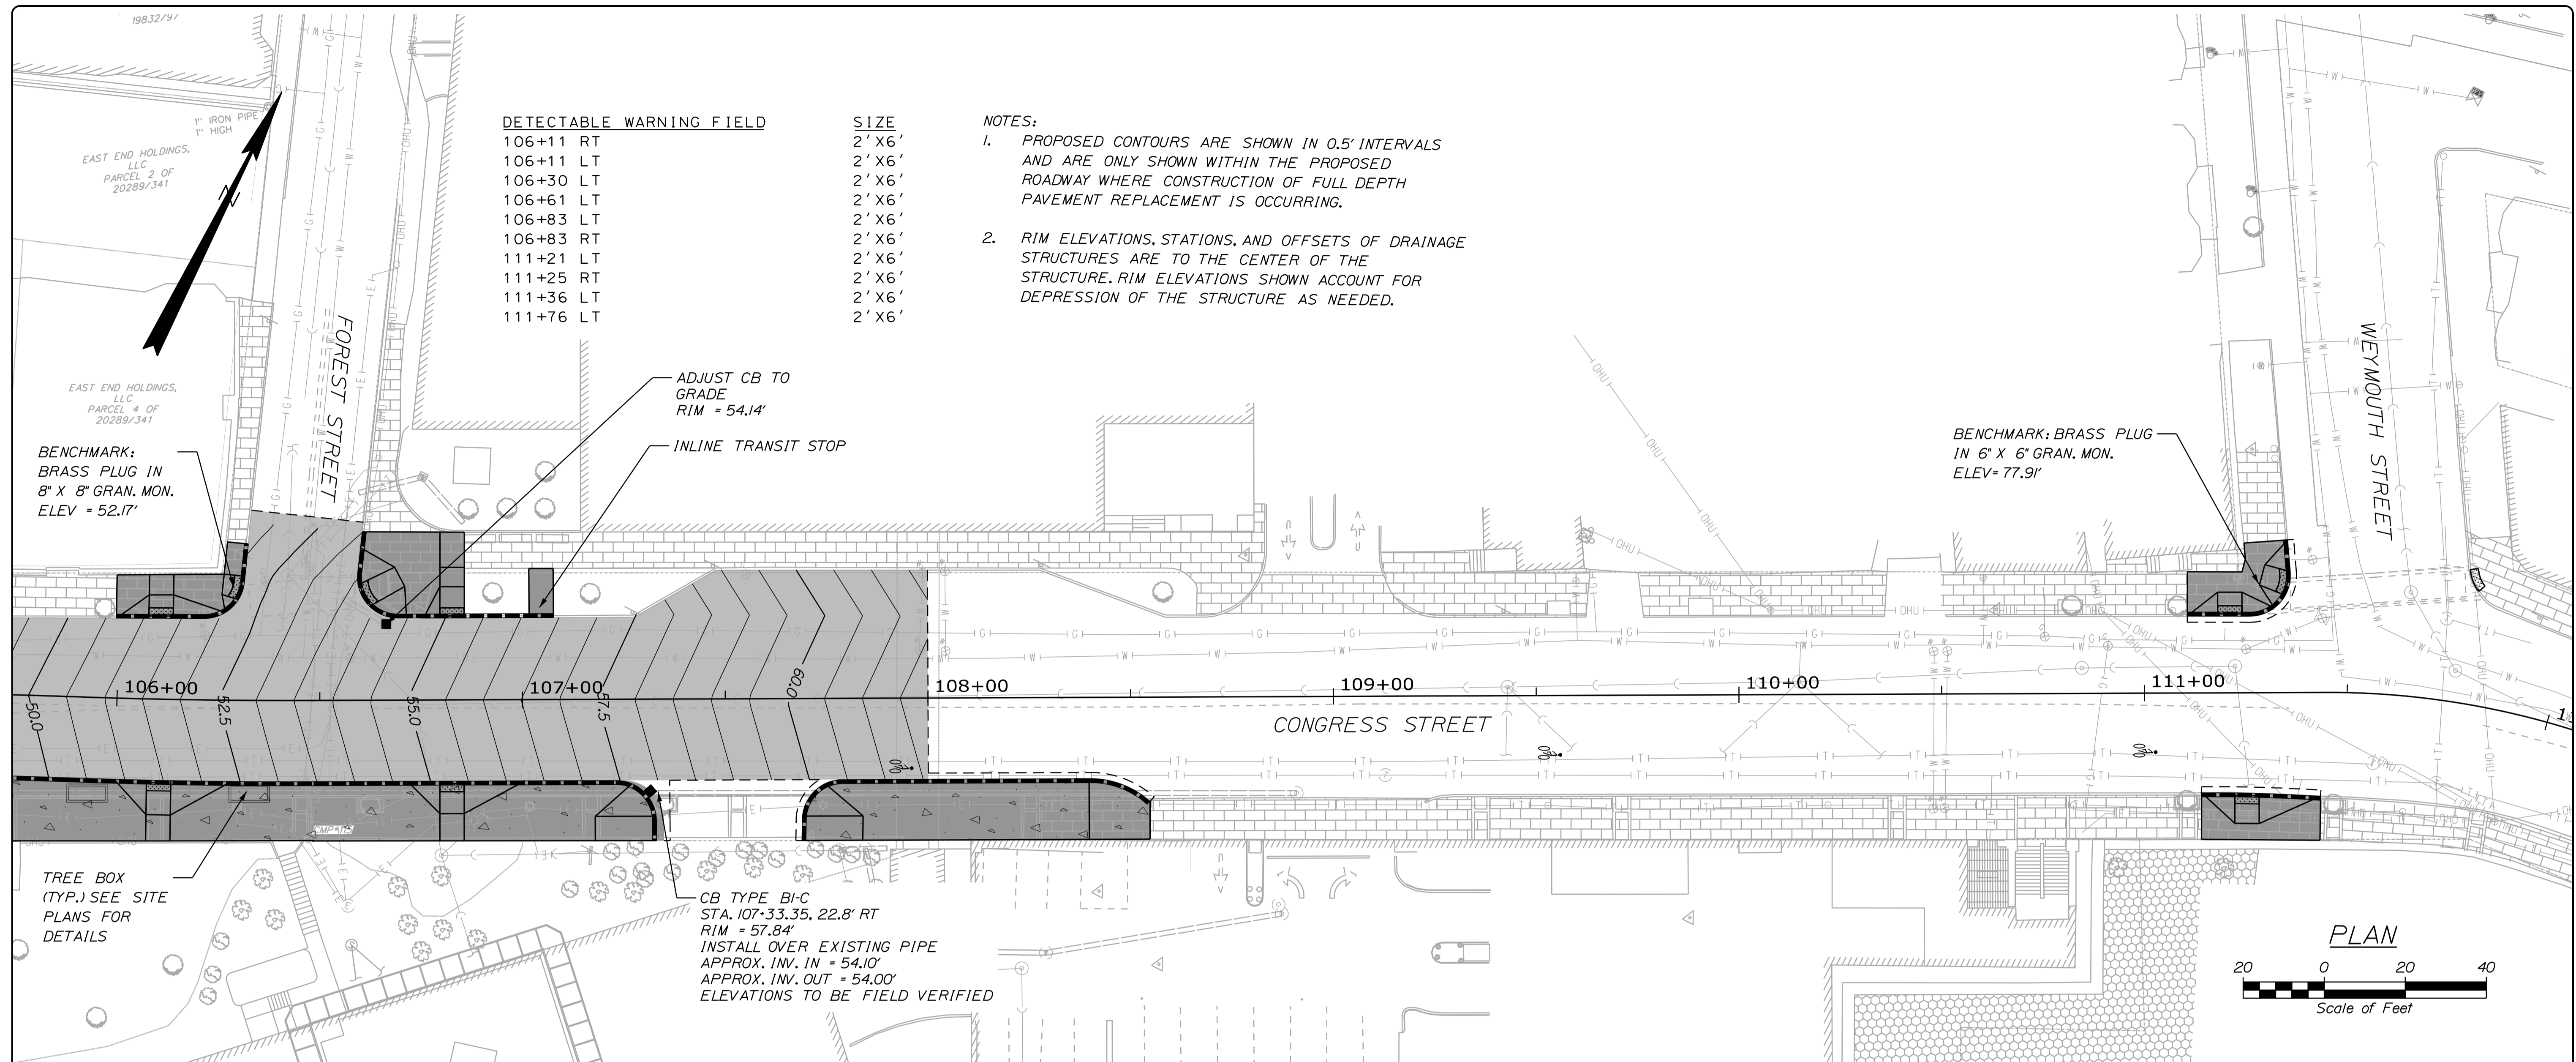 19832/97
1" IRON PIPE
1" HIGH
EAST END HOLDINGS,
LLC
PARCEL 2 OF
20289/341
EAST END HOLDINGS,
LLC
PARCEL 4 OF
20289/341
BENCHMARK:
BRASS PLUG IN
8" X 8" GRAN. MON.
ELEV = 52.17'
FOREST STREET
DETECTABLE WARNING FIELD SIZE
106+11 RT 2'X6'
106+11 LT 2'X6'
106+30 LT 2'X6'
106+61 LT 2'X6'
106+83 LT 2'X6'
106+83 RT 2'X6'
111+21 LT 2'X6'
111+25 RT 2'X6'
111+36 LT 2'X6'
111+76 LT 2'X6'
NOTES:
1. PROPOSED CONTOURS ARE SHOWN IN 0.5' INTERVALS
AND ARE ONLY SHOWN WITHIN THE PROPOSED
ROADWAY WHERE CONSTRUCTION OF FULL DEPTH
PAVEMENT REPLACEMENT IS OCCURRING.
2. RIM ELEVATIONS, STATIONS, AND OFFSETS OF DRAINAGE
STRUCTURES ARE TO THE CENTER OF THE
STRUCTURE. RIM ELEVATIONS SHOWN ACCOUNT FOR
DEPRESSION OF THE STRUCTURE AS NEEDED.
ADJUST CB TO
GRADE
RIM = 54.14'
INLINE TRANSIT STOP
BENCHMARK: BRASS PLUG
IN 6" X 6" GRAN. MON.
ELEV= 77.91'
WEYMOUTH STREET
106+00
107+00
108+00
109+00
110+00
111+00
50.0
52.5
55.0
57.5
60.0
CONGRESS STREET
TREE BOX
(TYP.) SEE SITE
PLANS FOR
DETAILS
CB TYPE B1-C
STA. 107+33.35, 22.8' RT
RIM = 57.84'
INSTALL OVER EXISTING PIPE
APPROX. INV. IN = 54.10'
APPROX. INV. OUT = 54.00'
ELEVATIONS TO BE FIELD VERIFIED
PLAN
20 0 20 40
Scale of Feet